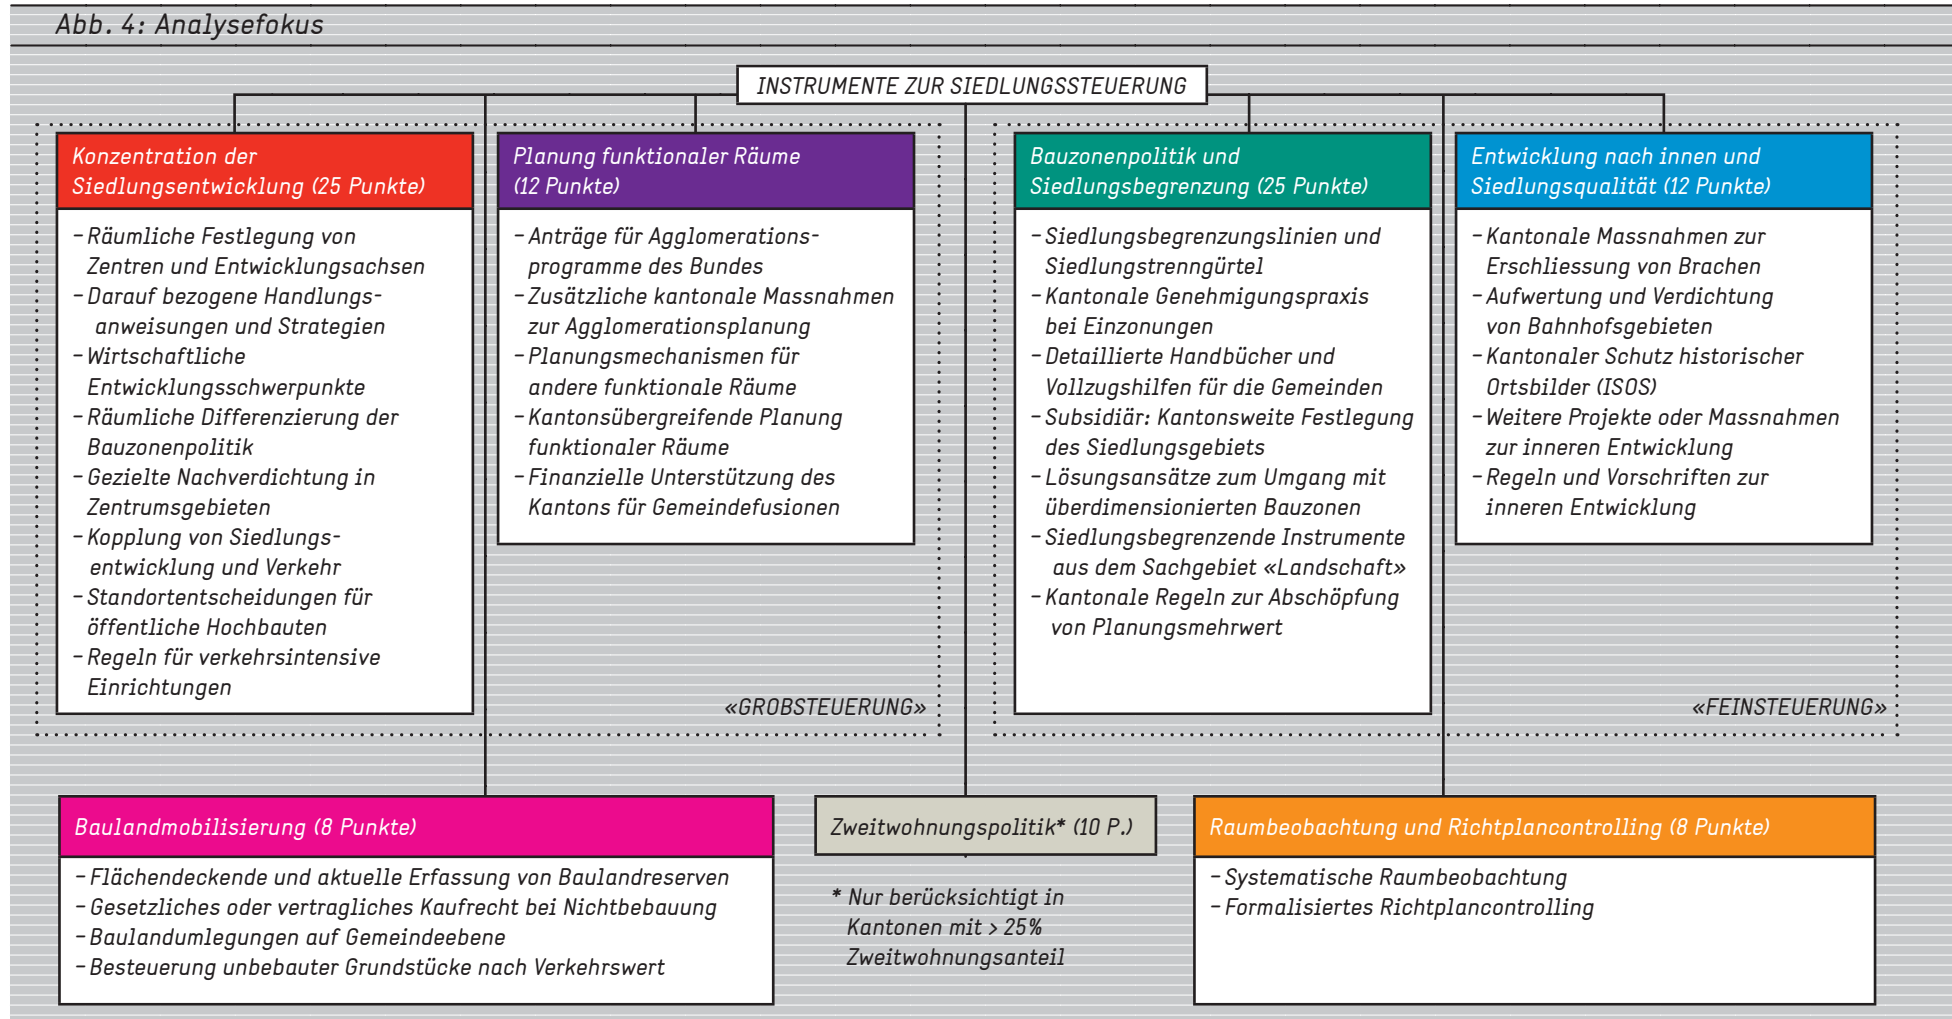 Abb. 4: Analysefokus
INSTRUMENTE ZUR SIEDLUNGSSTEUERUNG
Konzentration der
Siedlungsentwicklung (25 Punkte)
– Räumliche Festlegung von
Zentren und Entwicklungsachsen
– Darauf bezogene Handlungs-
anweisungen und Strategien
– Wirtschaftliche
Entwicklungsschwerpunkte
– Räumliche Differenzierung der
Bauzonenpolitik
– Gezielte Nachverdichtung in
Zentrumsgebieten
– Kopplung von Siedlungs-
entwicklung und Verkehr
– Standortentscheidungen für
öffentliche Hochbauten
– Regeln für verkehrsintensive
Einrichtungen
Planung funktionaler Räume
(12 Punkte)
– Anträge für Agglomerations-
programme des Bundes
– Zusätzliche kantonale Massnahmen
zur Agglomerationsplanung
– Planungsmechanismen für
andere funktionale Räume
– Kantonsübergreifende Planung
funktionaler Räume
– Finanzielle Unterstützung des
Kantons für Gemeindefusionen
«GROBSTEUERUNG»
Bauzonenpolitik und
Siedlungsbegrenzung (25 Punkte)
– Siedlungsbegrenzungslinien und
Siedlungstrenngürtel
– Kantonale Genehmigungspraxis
bei Einzonungen
– Detaillierte Handbücher und
Vollzugshilfen für die Gemeinden
– Subsidiär: Kantonsweite Festlegung
des Siedlungsgebiets
– Lösungsansätze zum Umgang mit
überdimensionierten Bauzonen
– Siedlungsbegrenzende Instrumente
aus dem Sachgebiet «Landschaft»
– Kantonale Regeln zur Abschöpfung
von Planungsmehrwert
Entwicklung nach innen und
Siedlungsqualität (12 Punkte)
– Kantonale Massnahmen zur
Erschliessung von Brachen
– Aufwertung und Verdichtung
von Bahnhofsgebieten
– Kantonaler Schutz historischer
Ortsbilder (ISOS)
– Weitere Projekte oder Massnahmen
zur inneren Entwicklung
– Regeln und Vorschriften zur
inneren Entwicklung
«FEINSTEUERUNG»
Baulandmobilisierung (8 Punkte)
– Flächendeckende und aktuelle Erfassung von Baulandreserven
– Gesetzliches oder vertragliches Kaufrecht bei Nichtbebauung
– Baulandumlegungen auf Gemeindeebene
– Besteuerung unbebauter Grundstücke nach Verkehrswert
Zweitwohnungspolitik* (10 P.)
* Nur berücksichtigt in
Kantonen mit > 25%
Zweitwohnungsanteil
Raumbeobachtung und Richtplancontrolling (8 Punkte)
– Systematische Raumbeobachtung
– Formalisiertes Richtplancontrolling